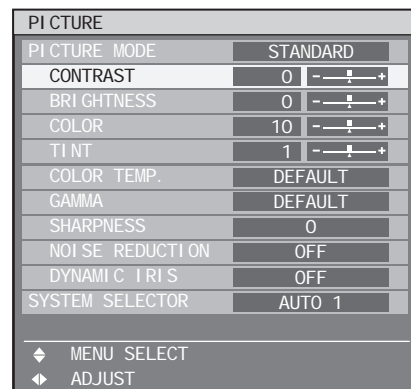 PICTURE
PICTURE MODE STANDARD
CONTRAST 0 - +
BRIGHTNESS 0 - +
COLOR 10 - +
TINT 1 - +
COLOR TEMP. DEFAULT
GAMMA DEFAULT
SHARPNESS 0
NOISE REDUCTION OFF
DYNAMIC IRIS OFF
SYSTEM SELECTOR AUTO 1
MENU SELECT
ADJUST